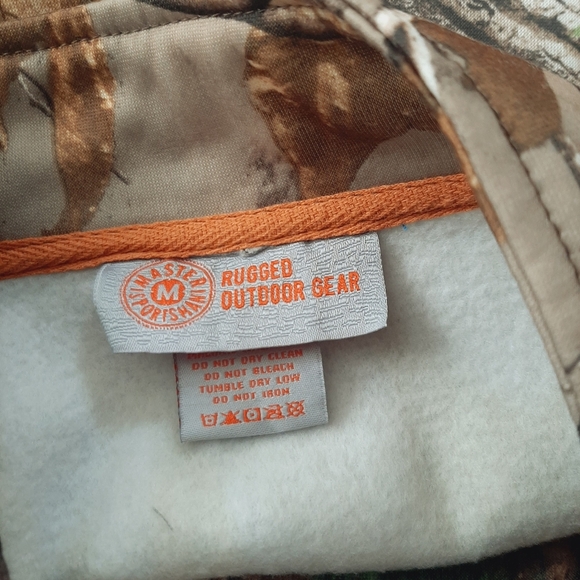 MASTER
M
SPORTSMAN
RUGGED
OUTDOOR GEAR
DO NOT DRY CLEAN
DO NOT BLEACH
TUMBLE DRY LOW
DO NOT IRON